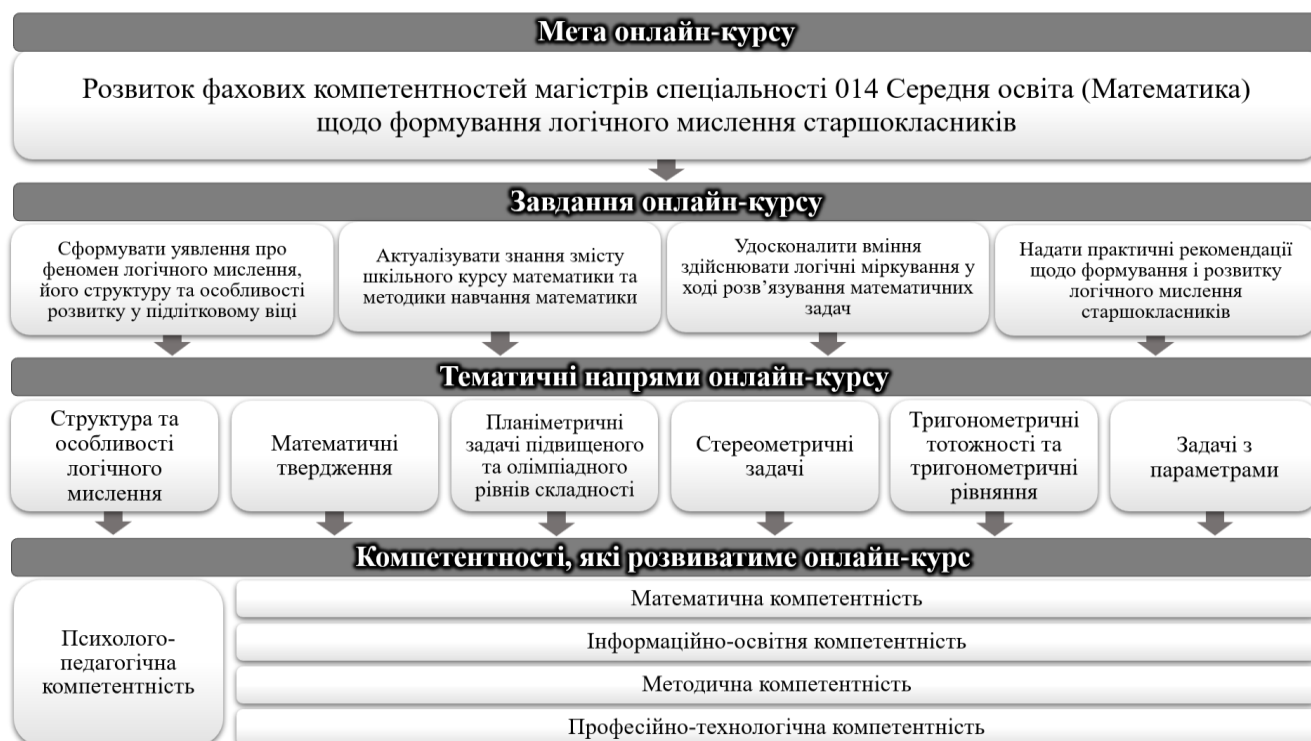 Мета онлайн-курсу
Розвиток фахових компетентностей магістрів спеціальності 014 Середня освіта (Математика)
щодо формування логічного мислення старшокласників
Завдання онлайн-курсу
Сформувати уявлення про
феномен логічного мислення,
його структуру та особливості
розвитку у підлітковому віці
Актуалізувати знання змісту
шкільного курсу математики та
методики навчання математики
Удосконалити вміння
здійснювати логічні міркування у
ході розв’язування математичних
задач
Надати практичні рекомендації
щодо формування і розвитку
логічного мислення
старшокласників
Тематичні напрями онлайн-курсу
Структура та
особливості
логічного
мислення
Математичні
твердження
Планіметричні
задачі підвищеного
та олімпіадного
рівнів складності
Стереометричні
задачі
Тригонометричні
тотожності та
тригонометричні
рівняння
Задачі з
параметрами
Компетентності, які розвиватиме онлайн-курс
Психолого-
педагогічна
компетентність
Математична компетентність
Інформаційно-освітня компетентність
Методична компетентність
Професійно-технологічна компетентність